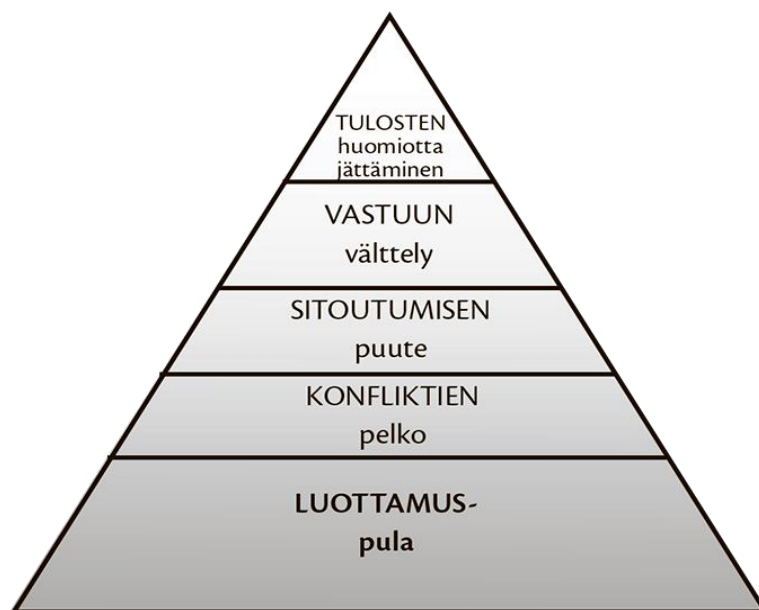 TULOSTEN
huomiotta
jättäminen
VASTUUN
välttely
SITOUTUMISEN
puute
KONFLIKTIEN
pelko
LUOTTAMUS-
pula